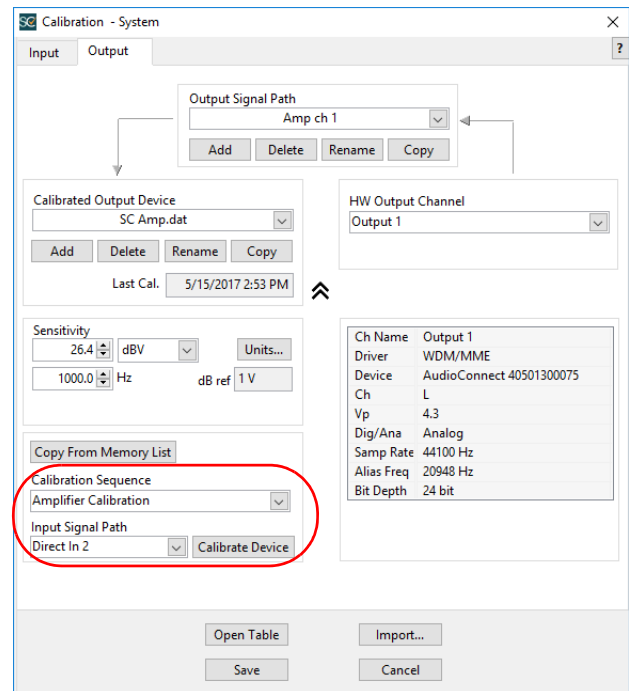 SC Calibration - System
Input
Output
?
Output Signal Path
Amp ch 1
Add Delete Rename Copy
Calibrated Output Device
SC Amp.dat
Add Delete Rename Copy
Last Cal. 5/15/2017 2:53 PM
HW Output Channel
Output 1
Sensitivity
26.4 dBV Units...
1000.0 Hz dB ref 1 V
Ch Name Output 1
Driver WDM/MME
Device AudioConnect 40501300075
Ch L
Vp 4.3
Dig/Ana Analog
Samp Rate 44100 Hz
Alias Freq 20948 Hz
Bit Depth 24 bit
Copy From Memory List
Calibration Sequence
Amplifier Calibration
Input Signal Path
Direct In 2 Calibrate Device
Open Table Import...
Save Cancel